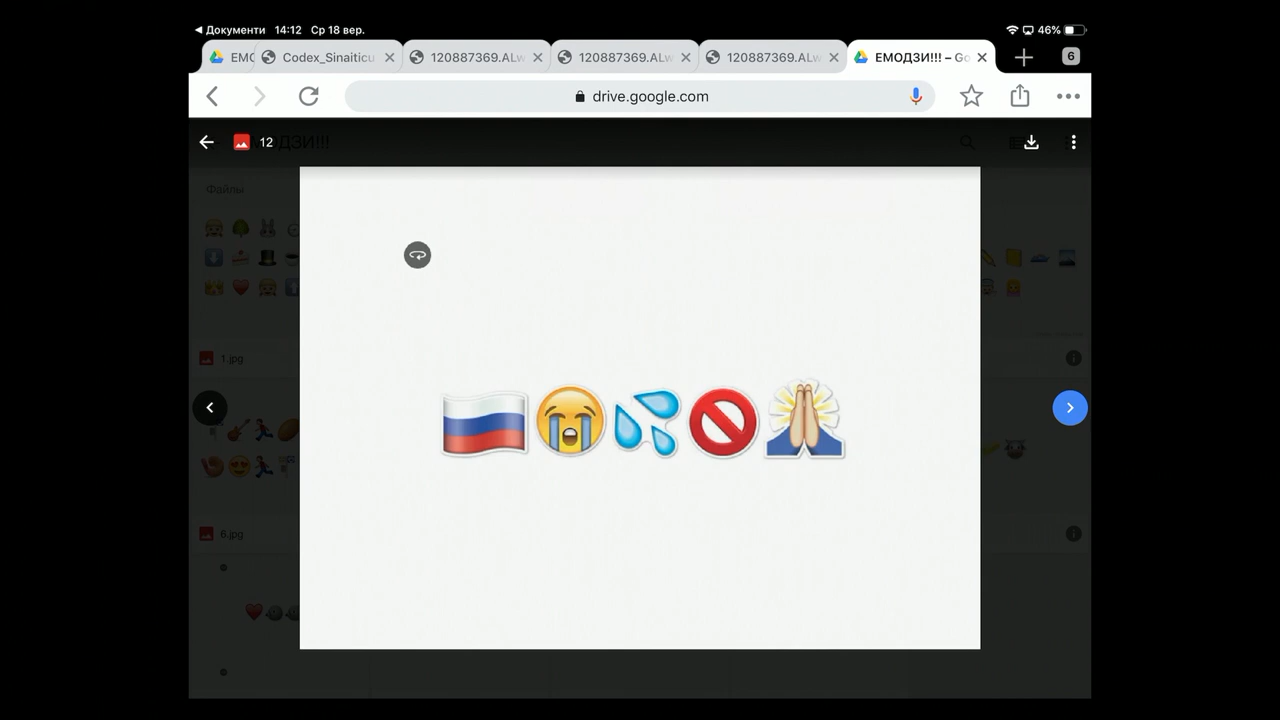 Документи 14:12 Ср 18 вер. 46%
ЕМО Codex_Sinaiticu 120887369.ALw 120887369.ALw 120887369.ALw ЕМОДЗИ!!! – Go 6
drive.google.com
12 ДЗИ!!!
Файлы
1.jpg
6.jpg